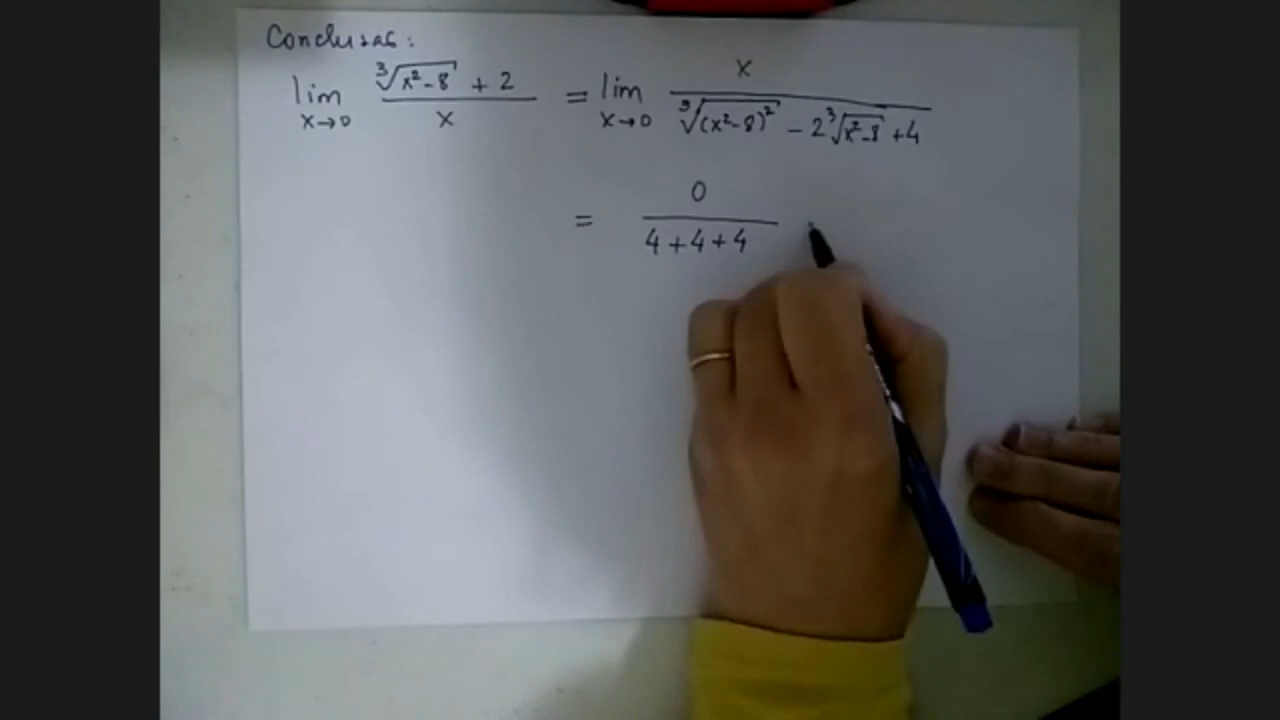 Conclusão:
lim x→0 (∛(x²-8) + 2)/x = lim x→0 x/(∛((x²-8)²) - 2∛(x²-8) + 4)
= 0/(4+4+4)